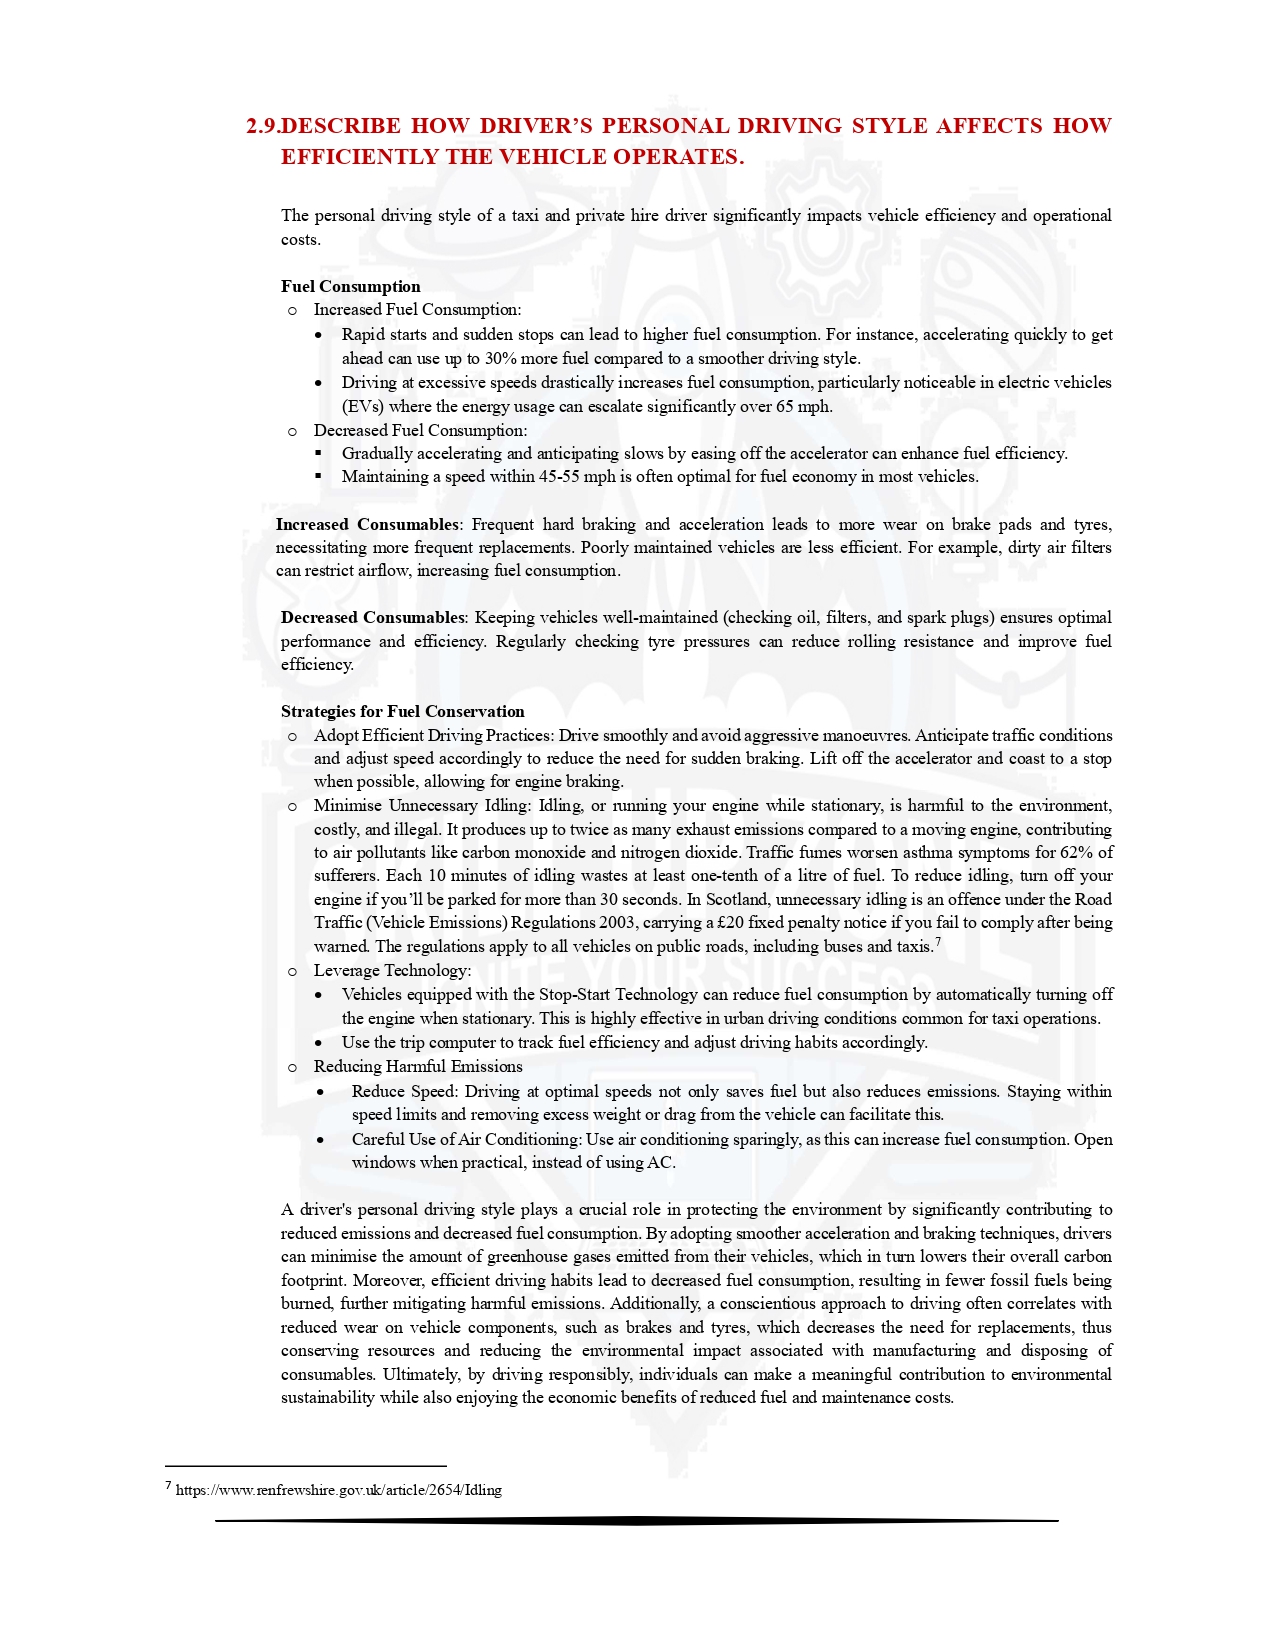 2.9.DESCRIBE HOW DRIVER’S PERSONAL DRIVING STYLE AFFECTS HOW
EFFICIENTLY THE VEHICLE OPERATES.
The personal driving style of a taxi and private hire driver significantly impacts vehicle efficiency and operational
costs.
Fuel Consumption
o Increased Fuel Consumption:
• Rapid starts and sudden stops can lead to higher fuel consumption. For instance, accelerating quickly to get
ahead can use up to 30% more fuel compared to a smoother driving style.
• Driving at excessive speeds drastically increases fuel consumption, particularly noticeable in electric vehicles
(EVs) where the energy usage can escalate significantly over 65 mph.
o Decreased Fuel Consumption:
▪ Gradually accelerating and anticipating slows by easing off the accelerator can enhance fuel efficiency.
▪ Maintaining a speed within 45-55 mph is often optimal for fuel economy in most vehicles.
Increased Consumables: Frequent hard braking and acceleration leads to more wear on brake pads and tyres,
necessitating more frequent replacements. Poorly maintained vehicles are less efficient. For example, dirty air filters
can restrict airflow, increasing fuel consumption.
Decreased Consumables: Keeping vehicles well-maintained (checking oil, filters, and spark plugs) ensures optimal
performance and efficiency. Regularly checking tyre pressures can reduce rolling resistance and improve fuel
efficiency.
Strategies for Fuel Conservation
o Adopt Efficient Driving Practices: Drive smoothly and avoid aggressive manoeuvres. Anticipate traffic conditions
and adjust speed accordingly to reduce the need for sudden braking. Lift off the accelerator and coast to a stop
when possible, allowing for engine braking.
o Minimise Unnecessary Idling: Idling, or running your engine while stationary, is harmful to the environment,
costly, and illegal. It produces up to twice as many exhaust emissions compared to a moving engine, contributing
to air pollutants like carbon monoxide and nitrogen dioxide. Traffic fumes worsen asthma symptoms for 62% of
sufferers. Each 10 minutes of idling wastes at least one-tenth of a litre of fuel. To reduce idling, turn off your
engine if you’ll be parked for more than 30 seconds. In Scotland, unnecessary idling is an offence under the Road
Traffic (Vehicle Emissions) Regulations 2003, carrying a £20 fixed penalty notice if you fail to comply after being
warned. The regulations apply to all vehicles on public roads, including buses and taxis.7
o Leverage Technology:
• Vehicles equipped with the Stop-Start Technology can reduce fuel consumption by automatically turning off
the engine when stationary. This is highly effective in urban driving conditions common for taxi operations.
• Use the trip computer to track fuel efficiency and adjust driving habits accordingly.
o Reducing Harmful Emissions
• Reduce Speed: Driving at optimal speeds not only saves fuel but also reduces emissions. Staying within
speed limits and removing excess weight or drag from the vehicle can facilitate this.
• Careful Use of Air Conditioning: Use air conditioning sparingly, as this can increase fuel consumption. Open
windows when practical, instead of using AC.
A driver's personal driving style plays a crucial role in protecting the environment by significantly contributing to
reduced emissions and decreased fuel consumption. By adopting smoother acceleration and braking techniques, drivers
can minimise the amount of greenhouse gases emitted from their vehicles, which in turn lowers their overall carbon
footprint. Moreover, efficient driving habits lead to decreased fuel consumption, resulting in fewer fossil fuels being
burned, further mitigating harmful emissions. Additionally, a conscientious approach to driving often correlates with
reduced wear on vehicle components, such as brakes and tyres, which decreases the need for replacements, thus
conserving resources and reducing the environmental impact associated with manufacturing and disposing of
consumables. Ultimately, by driving responsibly, individuals can make a meaningful contribution to environmental
sustainability while also enjoying the economic benefits of reduced fuel and maintenance costs.
7 https://www.renfrewshire.gov.uk/article/2654/Idling
IGNITE YOUR SUCCESS